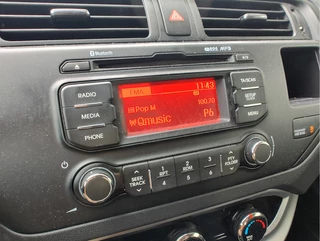 Bluetooth
MP3
RADIO
MEDIA
PHONE
FMA 11:43
Pop M 100.70
Qmusic P6
TA/SCAN
SETUP
MENU
SEEK
TRACK
1 RPT
2 RDM
3
4
5
6
PTY
FOLDER